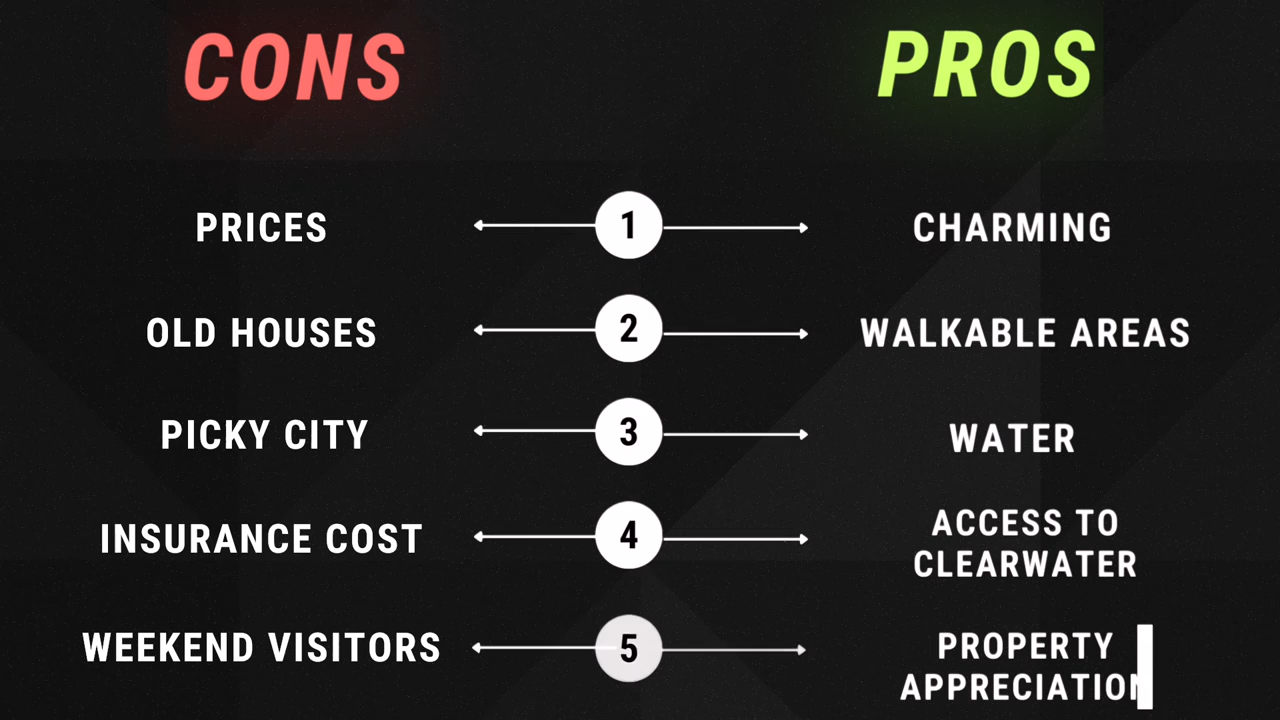 CONS
PROS
PRICES
1
CHARMING
OLD HOUSES
2
WALKABLE AREAS
PICKY CITY
3
WATER
INSURANCE COST
4
ACCESS TO
CLEARWATER
WEEKEND VISITORS
5
PROPERTY
APPRECIATION